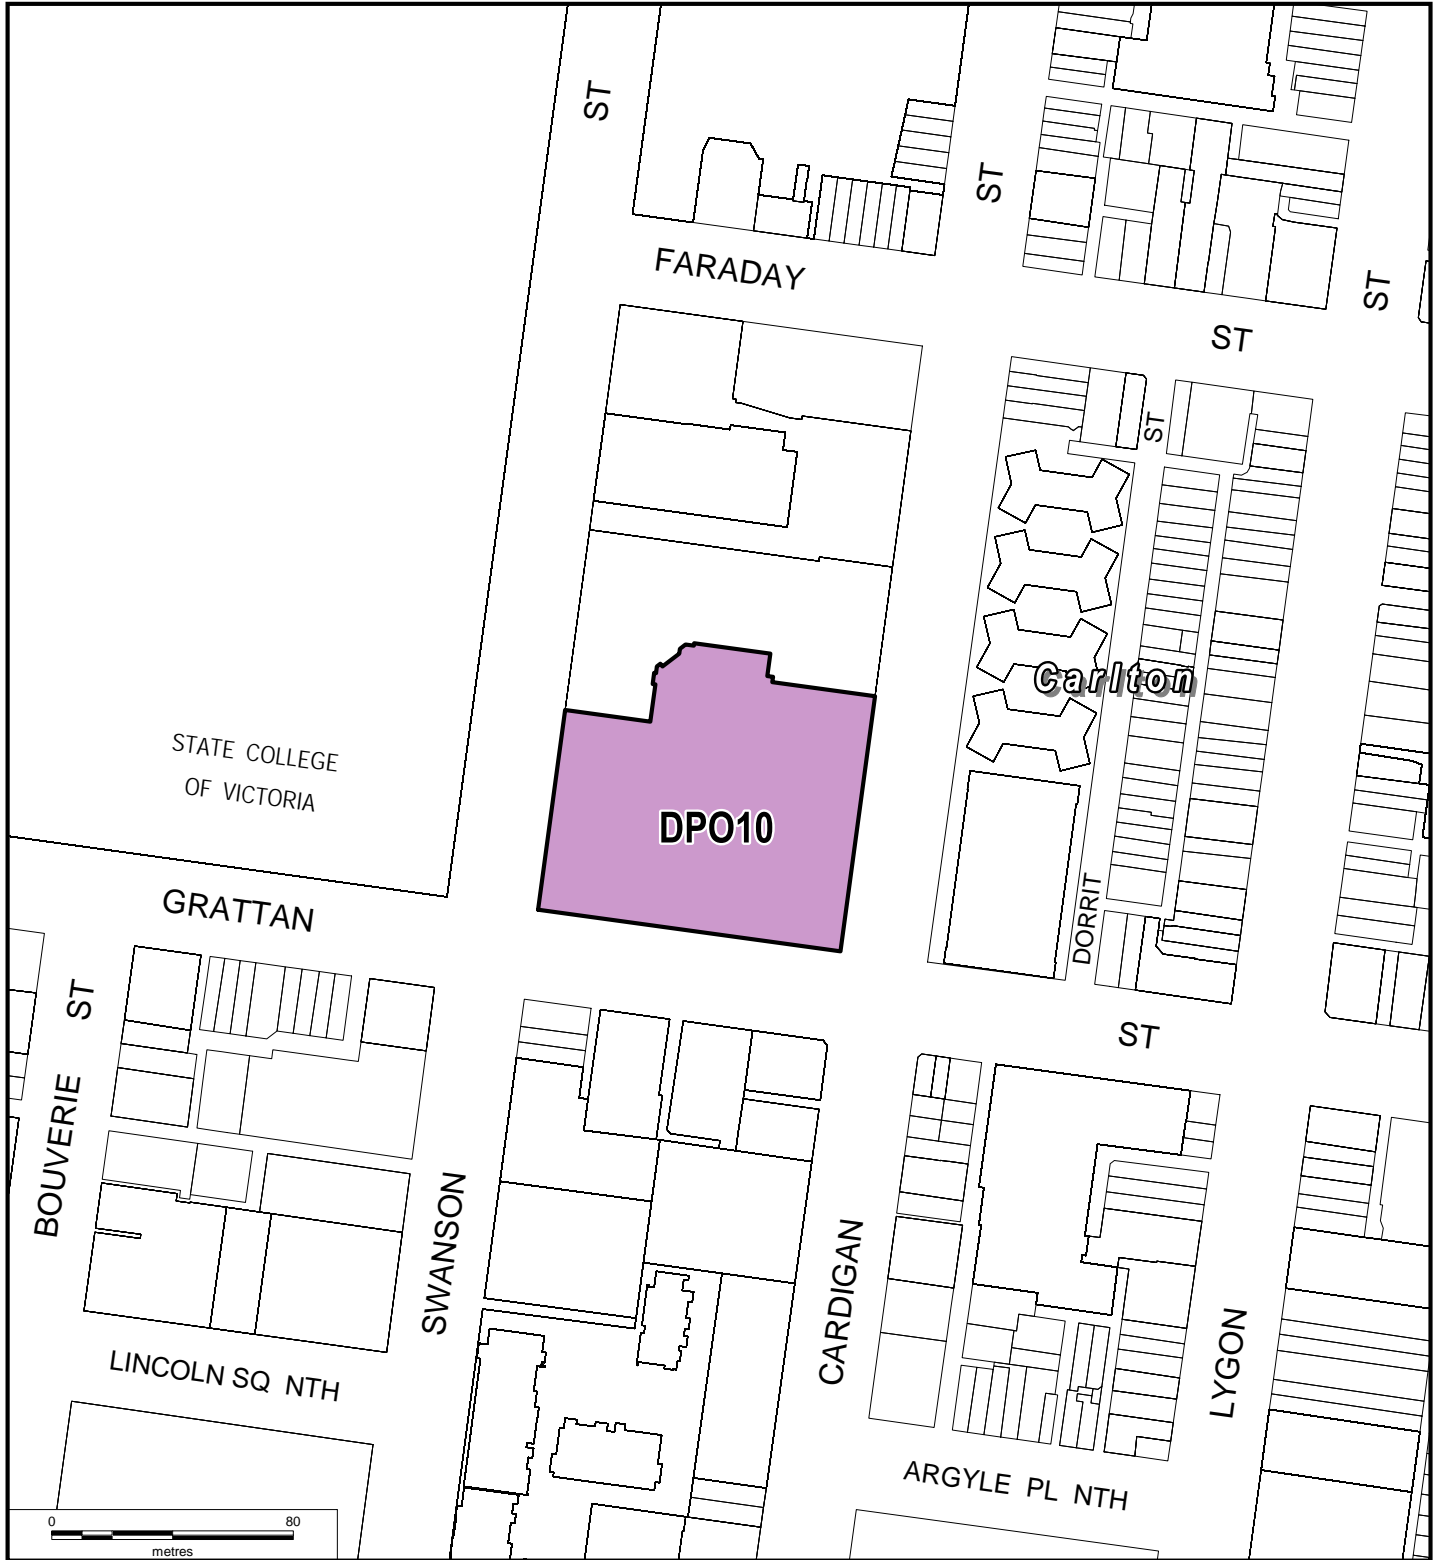 ST
ST
FARADAY
ST
ST
ST
Carlton
STATE COLLEGE
OF VICTORIA
DPO10
GRATTAN
DORRIT
ST
ST
BOUVERIE
SWANSON
CARDIGAN
LYGON
LINCOLN SQ NTH
ARGYLE PL NTH
0 80
metres